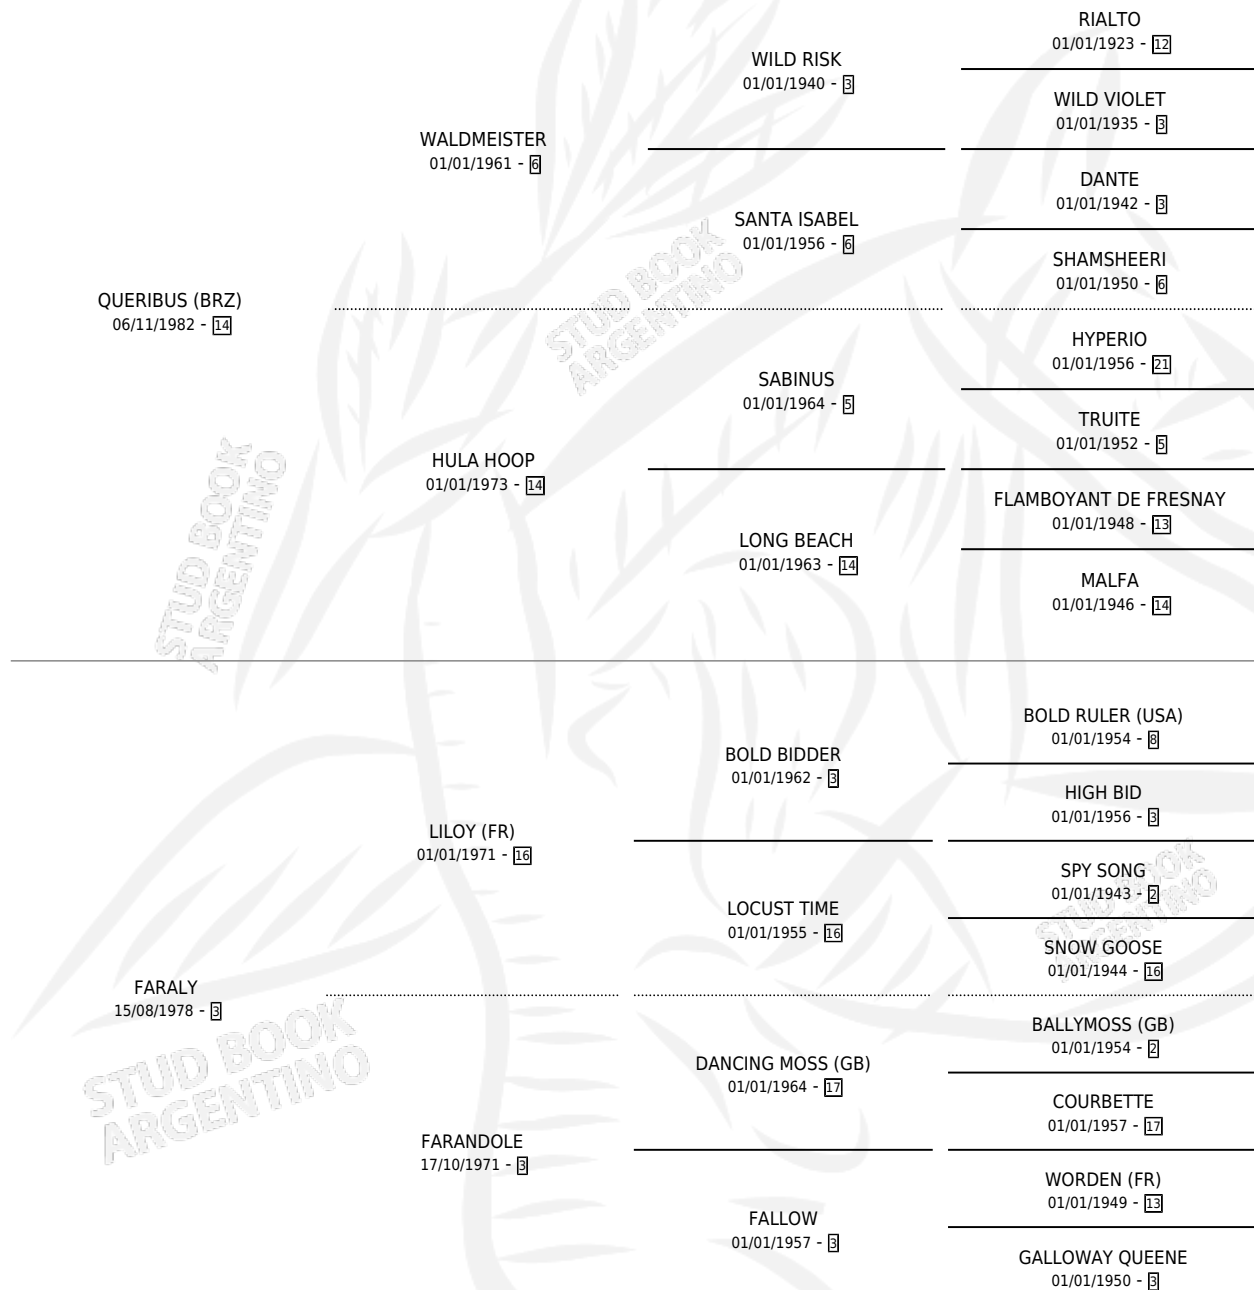 RIALTO
01/01/1923 - 12
WILD RISK
01/01/1940 - 3
WILD VIOLET
01/01/1935 - 3
WALDMEISTER
01/01/1961 - 6
DANTE
01/01/1942 - 3
SANTA ISABEL
01/01/1956 - 6
SHAMSHEERI
01/01/1950 - 6
QUERIBUS (BRZ)
06/11/1982 - 14
HYPERIO
01/01/1956 - 21
SABINUS
01/01/1964 - 5
TRUITE
01/01/1952 - 5
HULA HOOP
01/01/1973 - 14
FLAMBOYANT DE FRESNAY
01/01/1948 - 13
LONG BEACH
01/01/1963 - 14
MALFA
01/01/1946 - 14
STUD BOOK
ARGENTINO
STUD BOOK
ARGENTINO
BOLD RULER (USA)
01/01/1954 - 8
BOLD BIDDER
01/01/1962 - 3
HIGH BID
01/01/1956 - 3
LILOY (FR)
01/01/1971 - 16
SPY SONG
01/01/1943 - 2
LOCUST TIME
01/01/1955 - 16
SNOW GOOSE
01/01/1944 - 16
FARALY
15/08/1978 - 3
BALLYMOSS (GB)
01/01/1954 - 2
DANCING MOSS (GB)
01/01/1964 - 17
COURBETTE
01/01/1957 - 17
FARANDOLE
17/10/1971 - 3
WORDEN (FR)
01/01/1949 - 13
FALLOW
01/01/1957 - 3
GALLOWAY QUEENE
01/01/1950 - 3
STUD BOOK
ARGENTINO
STUD BOOK
ARGENTINO